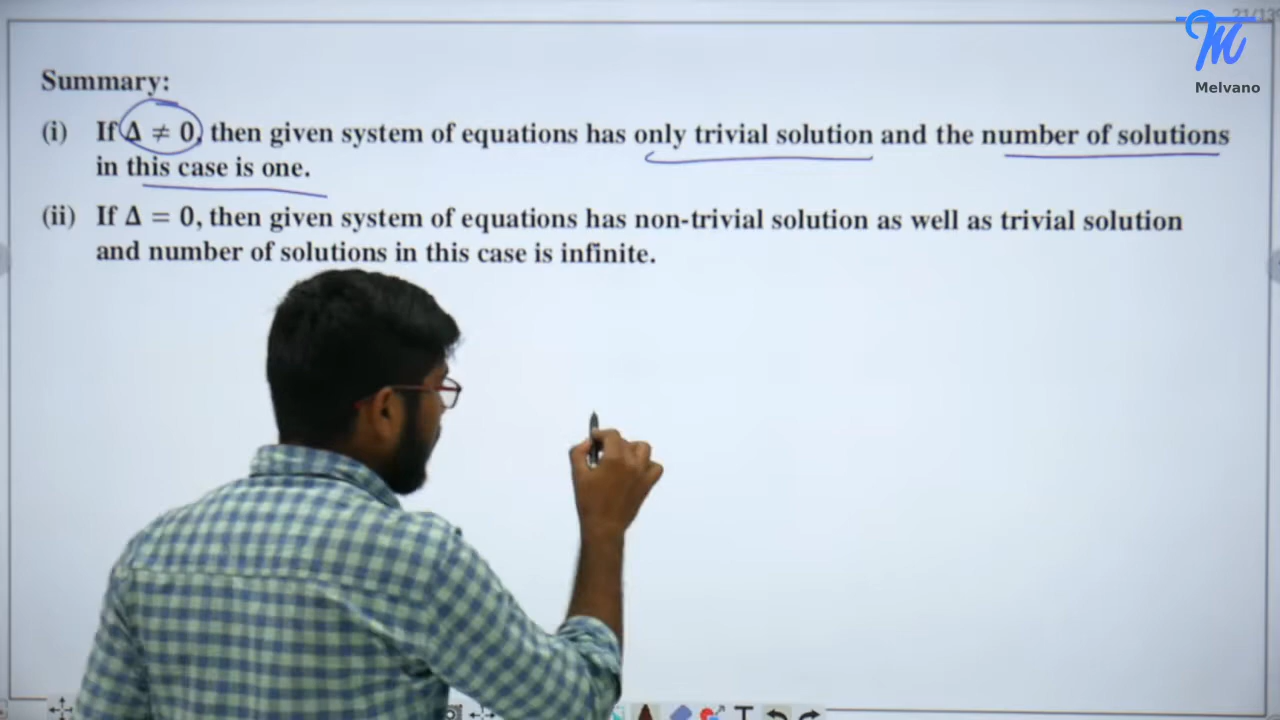 21/139
Melvano
Summary:
(i) If Δ ≠ 0, then given system of equations has only trivial solution and the number of solutions
in this case is one.
(ii) If Δ = 0, then given system of equations has non-trivial solution as well as trivial solution
and number of solutions in this case is infinite.